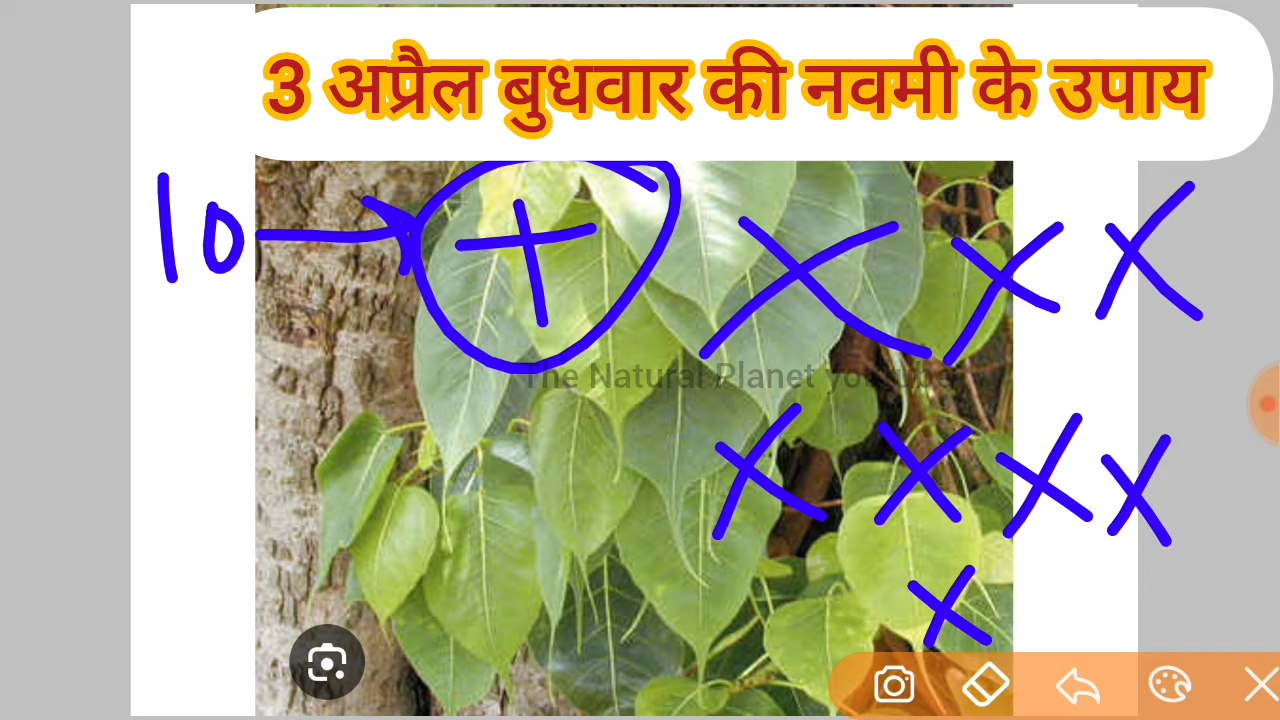 3 अप्रैल बुधवार की नवमी के उपाय
10 → + X X X
The Natural Planet youtube
X X X X
X